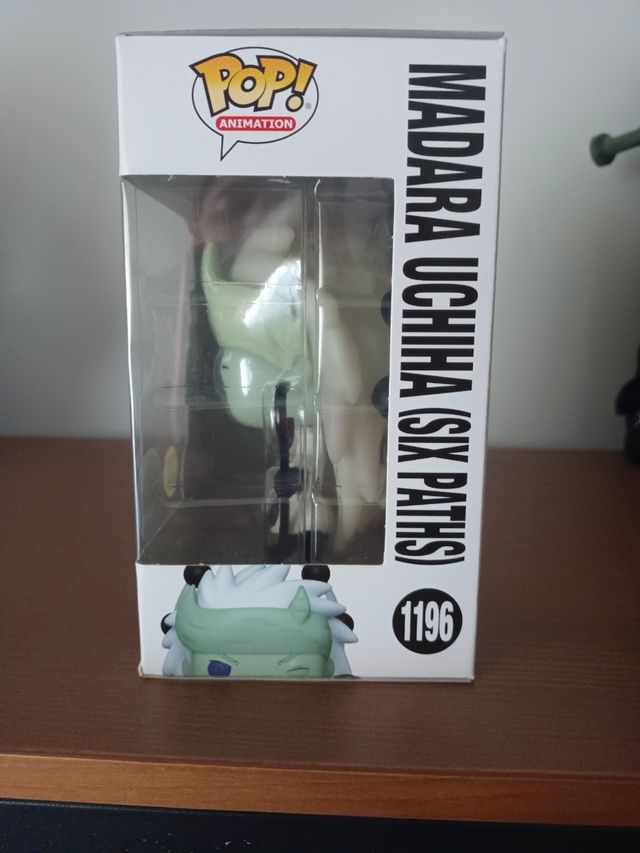 POP!
ANIMATION
MADARA UCHIHA (SIX PATHS)
1196